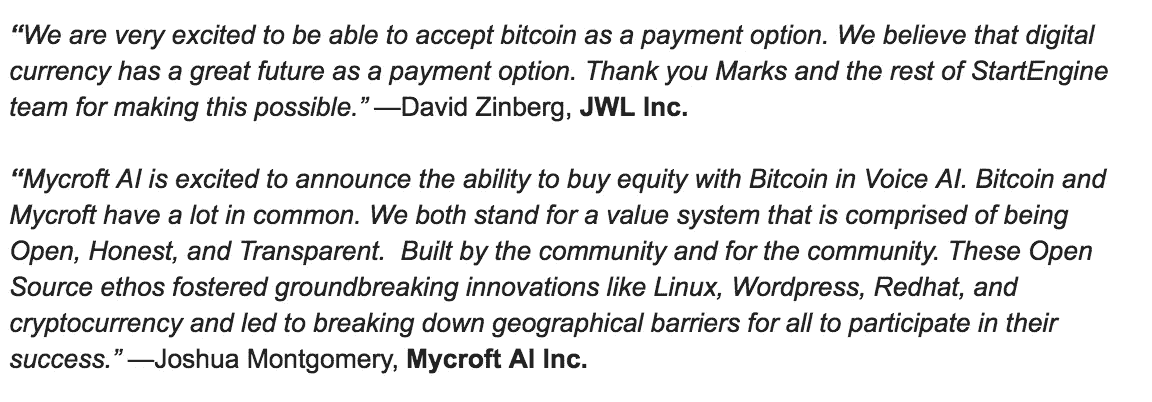 “We are very excited to be able to accept bitcoin as a payment option. We believe that digital
currency has a great future as a payment option. Thank you Marks and the rest of StartEngine
team for making this possible.” —David Zinberg, JWL Inc.
“Mycroft AI is excited to announce the ability to buy equity with Bitcoin in Voice AI. Bitcoin and
Mycroft have a lot in common. We both stand for a value system that is comprised of being
Open, Honest, and Transparent.  Built by the community and for the community. These Open
Source ethos fostered groundbreaking innovations like Linux, Wordpress, Redhat, and
cryptocurrency and led to breaking down geographical barriers for all to participate in their
success.” —Joshua Montgomery, Mycroft AI Inc.